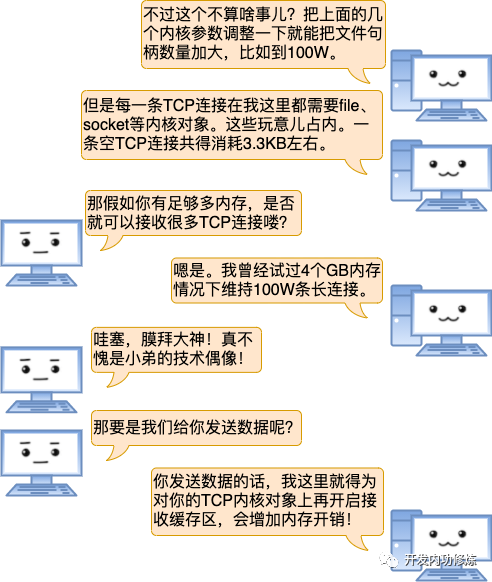 不过这个不算啥事儿？把上面的几
个内核参数调整一下就能把文件句
柄数量加大，比如到100W。
但是每一条TCP连接在我这里都需要file、
socket等内核对象。这些玩意儿占内。一
条空TCP连接共得消耗3.3KB左右。
那假如你有足够多内存，是否
就可以接收很多TCP连接喽?
嗯是。我曾经试过4个GB内存
情况下维持100W条长连接。
哇塞，膜拜大神！真不
愧是小弟的技术偶像！
那要是我们给你发送数据呢?
你发送数据的话，我这里就得为
对你的TCP内核对象上再开启接
收缓存区，会增加内存开销！
开发内功修炼